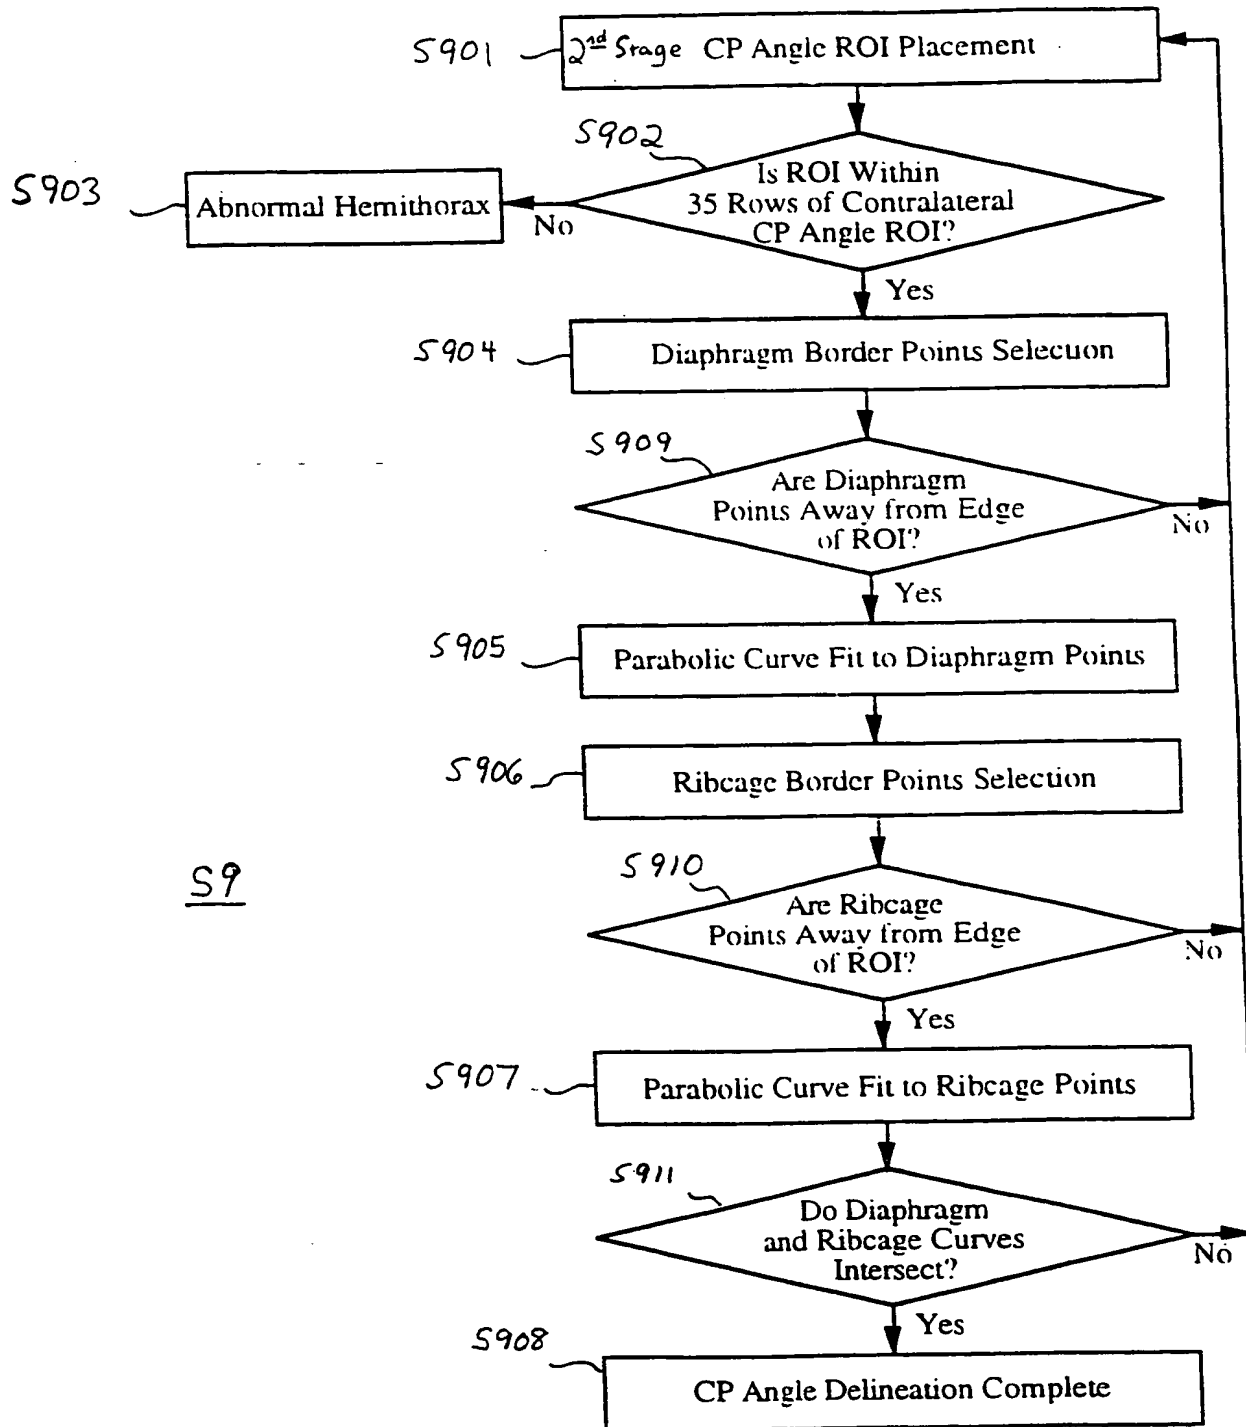 S901
2nd Stage CP Angle ROI Placement
S902
Is ROI Within
35 Rows of Contralateral
CP Angle ROI?
S903
Abnormal Hemithorax
No
Yes
S904
Diaphragm Border Points Selection
S909
Are Diaphragm
Points Away from Edge
of ROI?
No
Yes
S905
Parabolic Curve Fit to Diaphragm Points
S906
Ribcage Border Points Selection
S9
S910
Are Ribcage
Points Away from Edge
of ROI?
No
Yes
S907
Parabolic Curve Fit to Ribcage Points
S911
Do Diaphragm
and Ribcage Curves
Intersect?
No
Yes
S908
CP Angle Delineation Complete